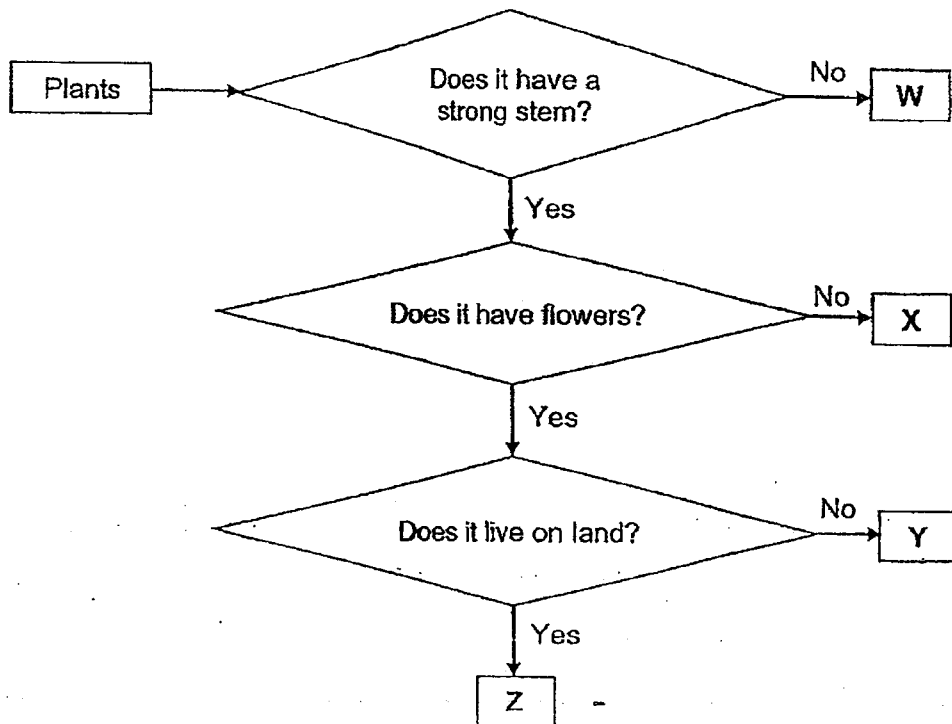 Plants
Does it have a
strong stem?
No
W
Yes
Does it have flowers?
No
X
Yes
Does it live on land?
No
Y
Yes
Z